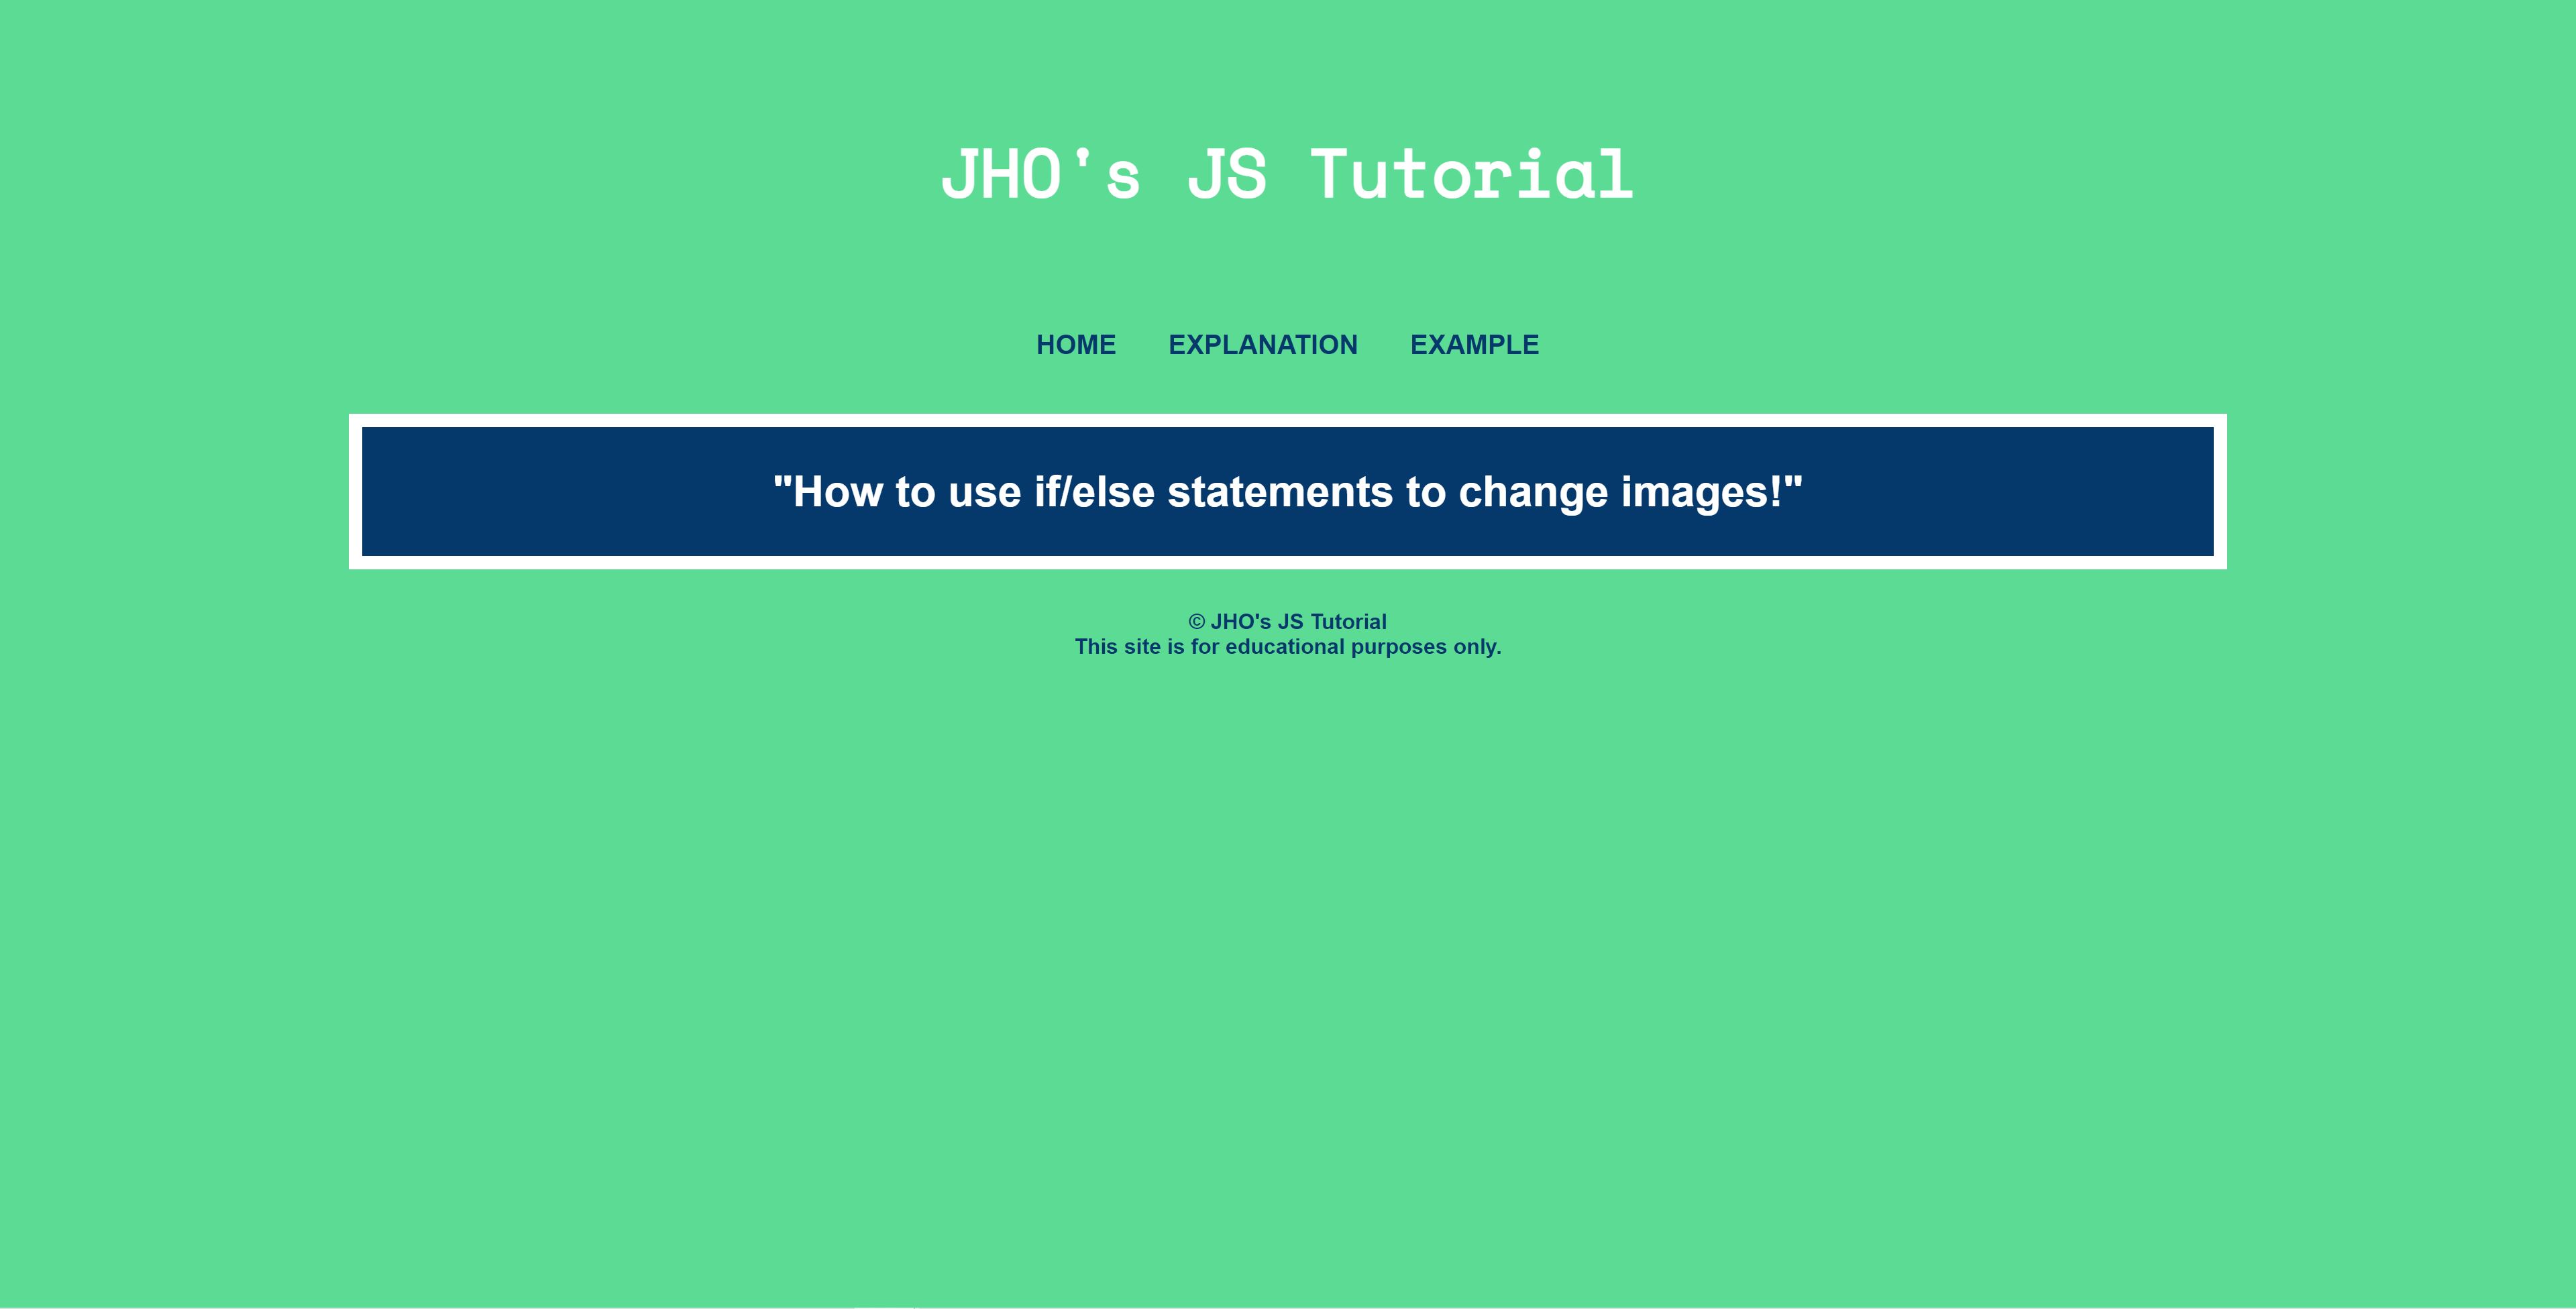 JHO's JS Tutorial
HOME EXPLANATION EXAMPLE
"How to use if/else statements to change images!"
© JHO's JS Tutorial
This site is for educational purposes only.